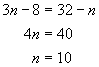 3n − 8 = 32 − n
4n = 40
n = 10